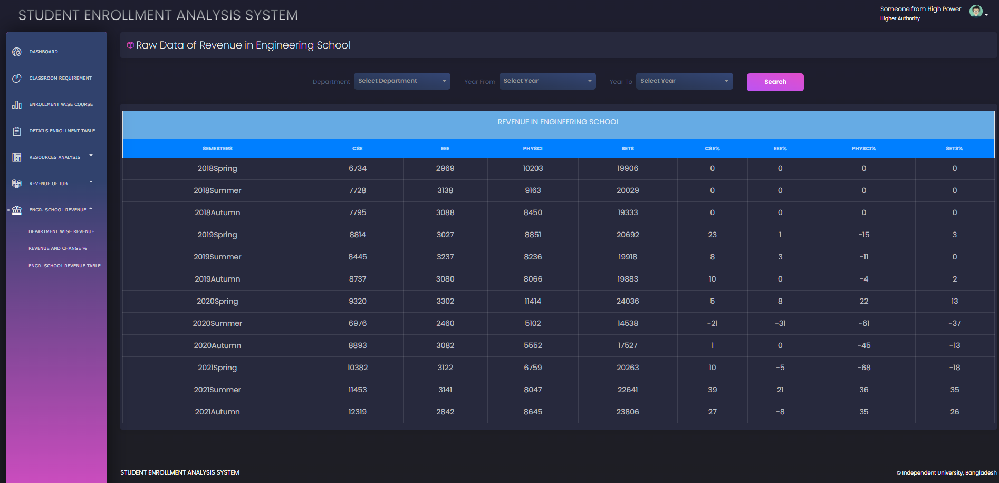 STUDENT ENROLLMENT ANALYSIS SYSTEM
Someone from High Power
Higher Authority
DASHBOARD
CLASSROOM REQUIREMENT
ENROLLMENT WISE COURSE
DETAILS ENROLLMENT TABLE
RESOURCES ANALYSIS
REVENUE OF IUB
ENGR. SCHOOL REVENUE
DEPARTMENT WISE REVENUE
REVENUE AND CHANGE %
ENGR. SCHOOL REVENUE TABLE
Raw Data of Revenue in Engineering School
Department Select Department Year From Select Year Year To Select Year Search
REVENUE IN ENGINEERING SCHOOL
SEMESTERS CSE EEE PHYSCI SETS CSE% EEE% PHYSCI% SETS%
2018Spring 6734 2969 10203 19906 0 0 0 0
2018Summer 7728 3138 9163 20029 0 0 0 0
2018Autumn 7795 3088 8450 19333 0 0 0 0
2019Spring 8814 3027 8851 20692 23 1 -15 3
2019Summer 8445 3237 8236 19918 8 3 -11 0
2019Autumn 8737 3080 8066 19883 10 0 -4 2
2020Spring 9320 3302 11414 24036 5 8 22 13
2020Summer 6976 2460 5102 14538 -21 -31 -61 -37
2020Autumn 8893 3082 5552 17527 1 0 -45 -13
2021Spring 10382 3122 6759 20263 10 -5 -68 -18
2021Summer 11453 3141 8047 22641 39 21 36 35
2021Autumn 12319 2842 8645 23806 27 -8 35 26
STUDENT ENROLLMENT ANALYSIS SYSTEM
© Independent University, Bangladesh